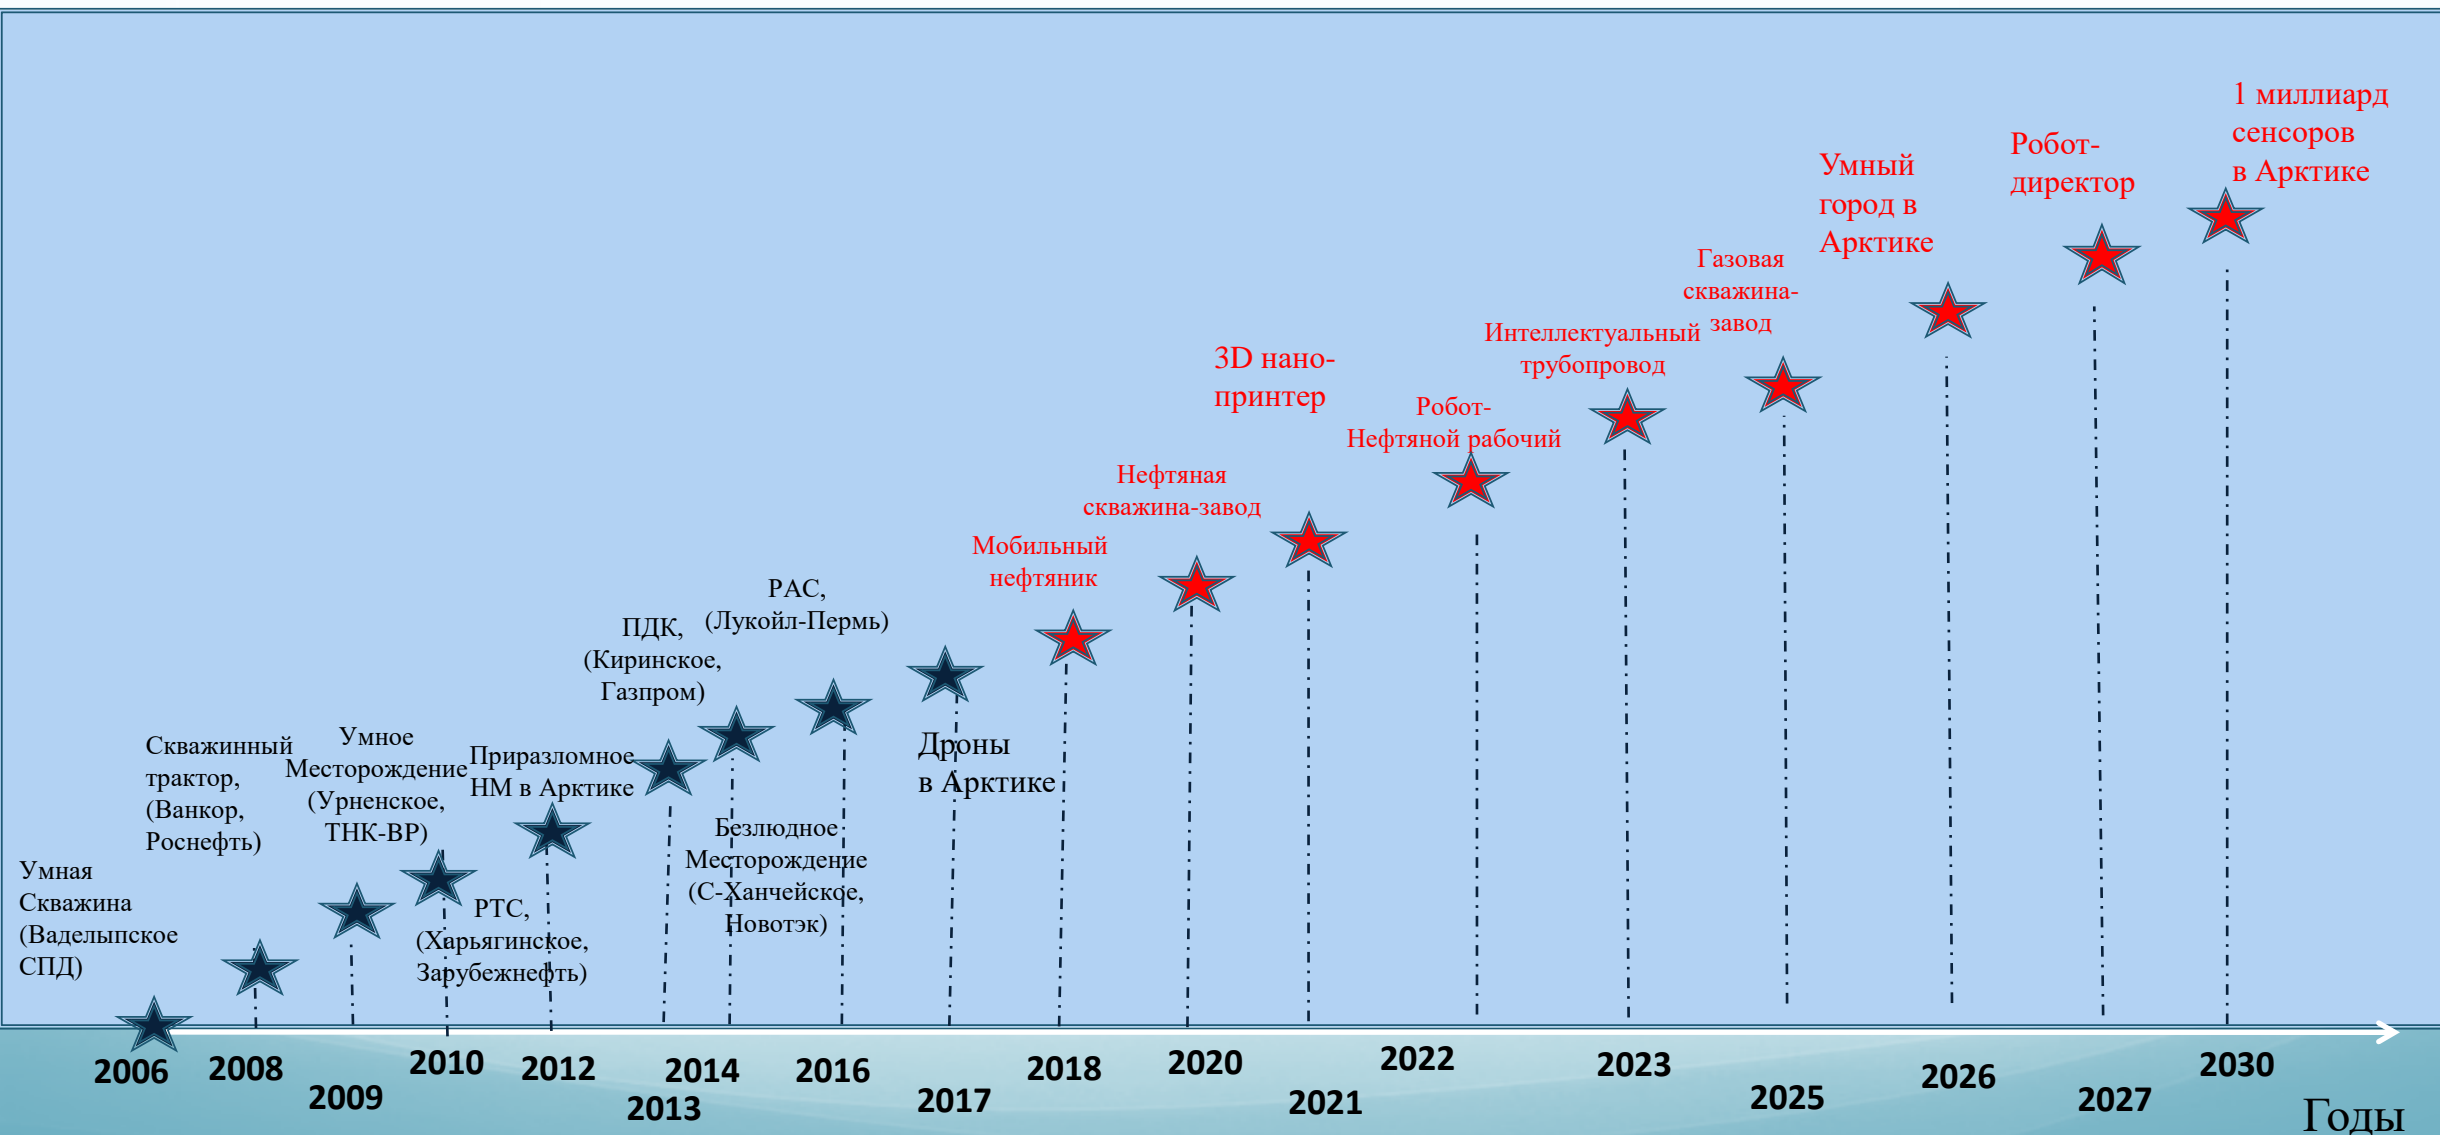 Умная
Скважина
(Ваделыпское
СПД)
Скважинный
трактор,
(Ванкор,
Роснефть)
Умное
Месторождение
(Урненское,
ТНК-ВР)
РТС,
(Харьягинское,
Зарубежнефть)
Приразломное
НМ в Арктике
ПДК,
(Киринское,
Газпром)
Безлюдное
Месторождение
(С-Ханчейское,
Новотэк)
РАС,
(Лукойл-Пермь)
Дроны
в Арктике
Мобильный
нефтяник
Нефтяная
скважина-завод
3D нано-
принтер
Робот-
Нефтяной рабочий
Интеллектуальный
трубопровод
Газовая
скважина-
завод
Умный
город в
Арктике
Робот-
директор
1 миллиард
сенсоров
в Арктике
2006
2008
2009
2010
2012
2013
2014
2016
2017
2018
2020
2021
2022
2023
2025
2026
2027
2030
Годы